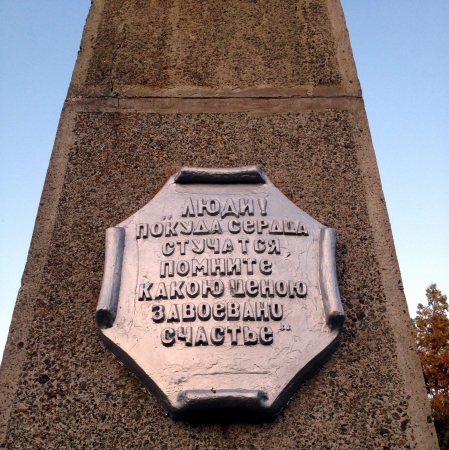 „ЛЮДИ!
ПОКУДА СЕРДЦА
СТУЧАТСЯ
ПОМНИТЕ
КАКОЮ ЦЕНОЮ
ЗАВОЕВАНО
СЧАСТЬЕ"